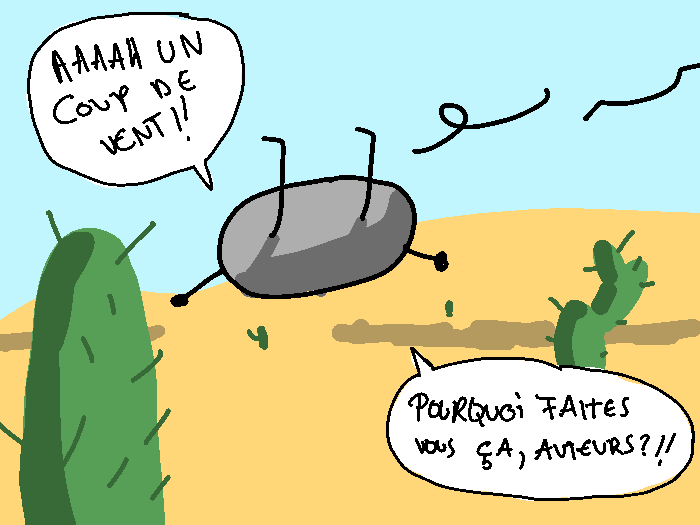 AAAAH UN
COUP DE
VENT!!
POURQUOI FAITES
VOUS ÇA, AUTEURS?!!